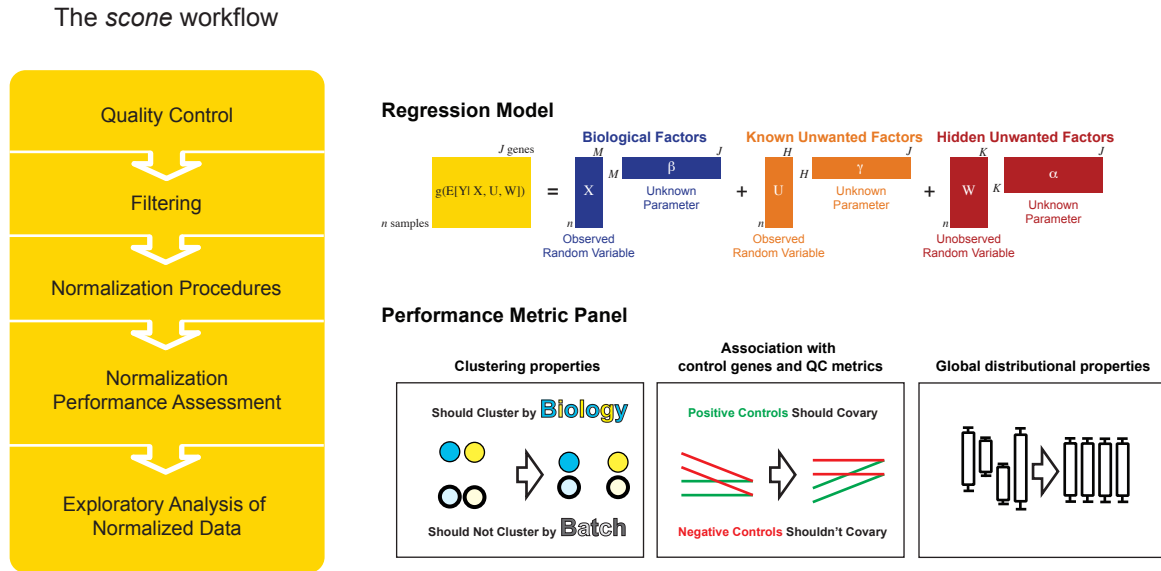 The scone workflow
Quality Control
Filtering
Normalization Procedures
Normalization
Performance Assessment
Exploratory Analysis of
Normalized Data
Regression Model
Biological Factors
Known Unwanted Factors
Hidden Unwanted Factors
J genes
g(E[Y| X, U, W])
n samples
=
M
X
n
Observed
Random Variable
J
M
β
Unknown
Parameter
+
H
U
n
Observed
Random Variable
J
H
γ
Unknown
Parameter
+
K
W
n
Unobserved
Random Variable
J
K
α
Unknown
Parameter
Performance Metric Panel
Clustering properties
Should Cluster by Biology
Should Not Cluster by Batch
Association with
control genes and QC metrics
Positive Controls Should Covary
Negative Controls Shouldn't Covary
Global distributional properties